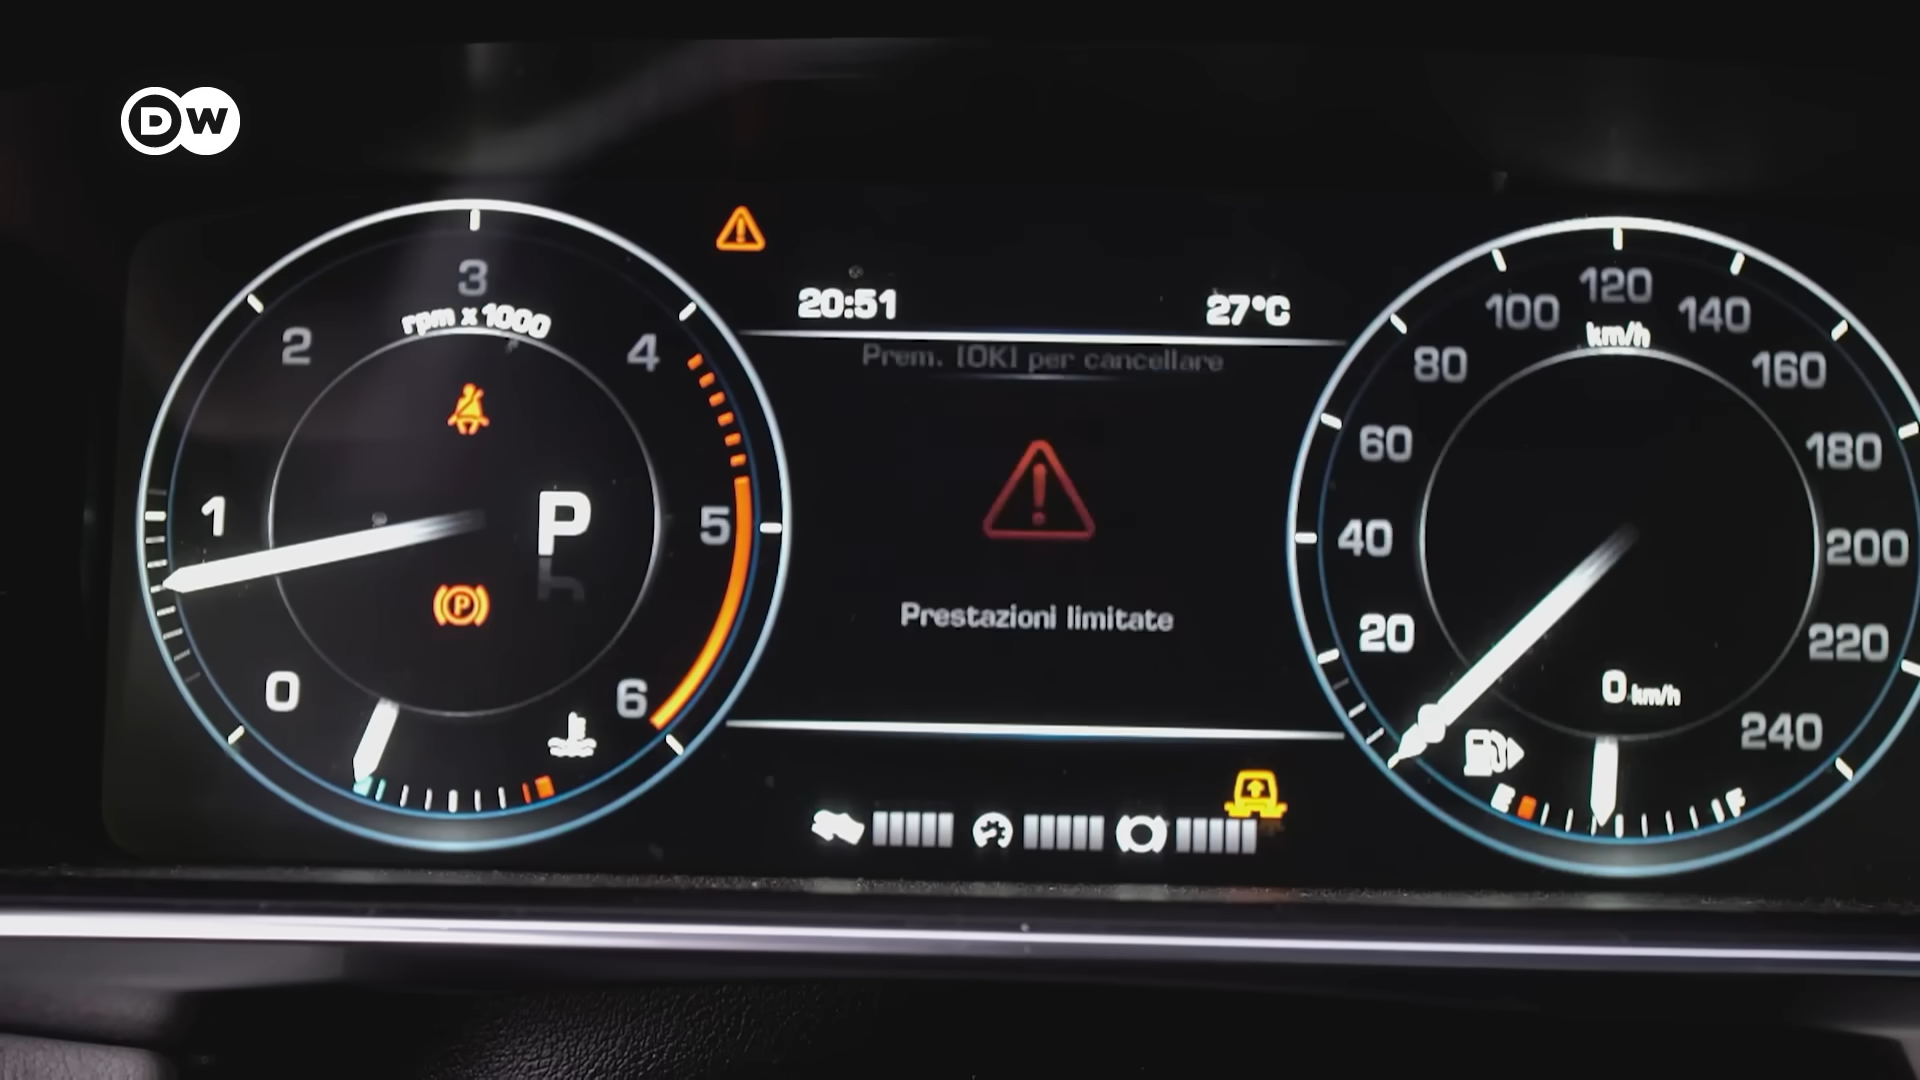 DW
20:51
27°C
Prem. [OK] per cancellare
Prestazioni limitate
0
1
2
3
4
5
6
rpm x 1000
P
P
20
40
60
80
100
120
140
160
180
200
220
240
km/h
0 km/h
E
F